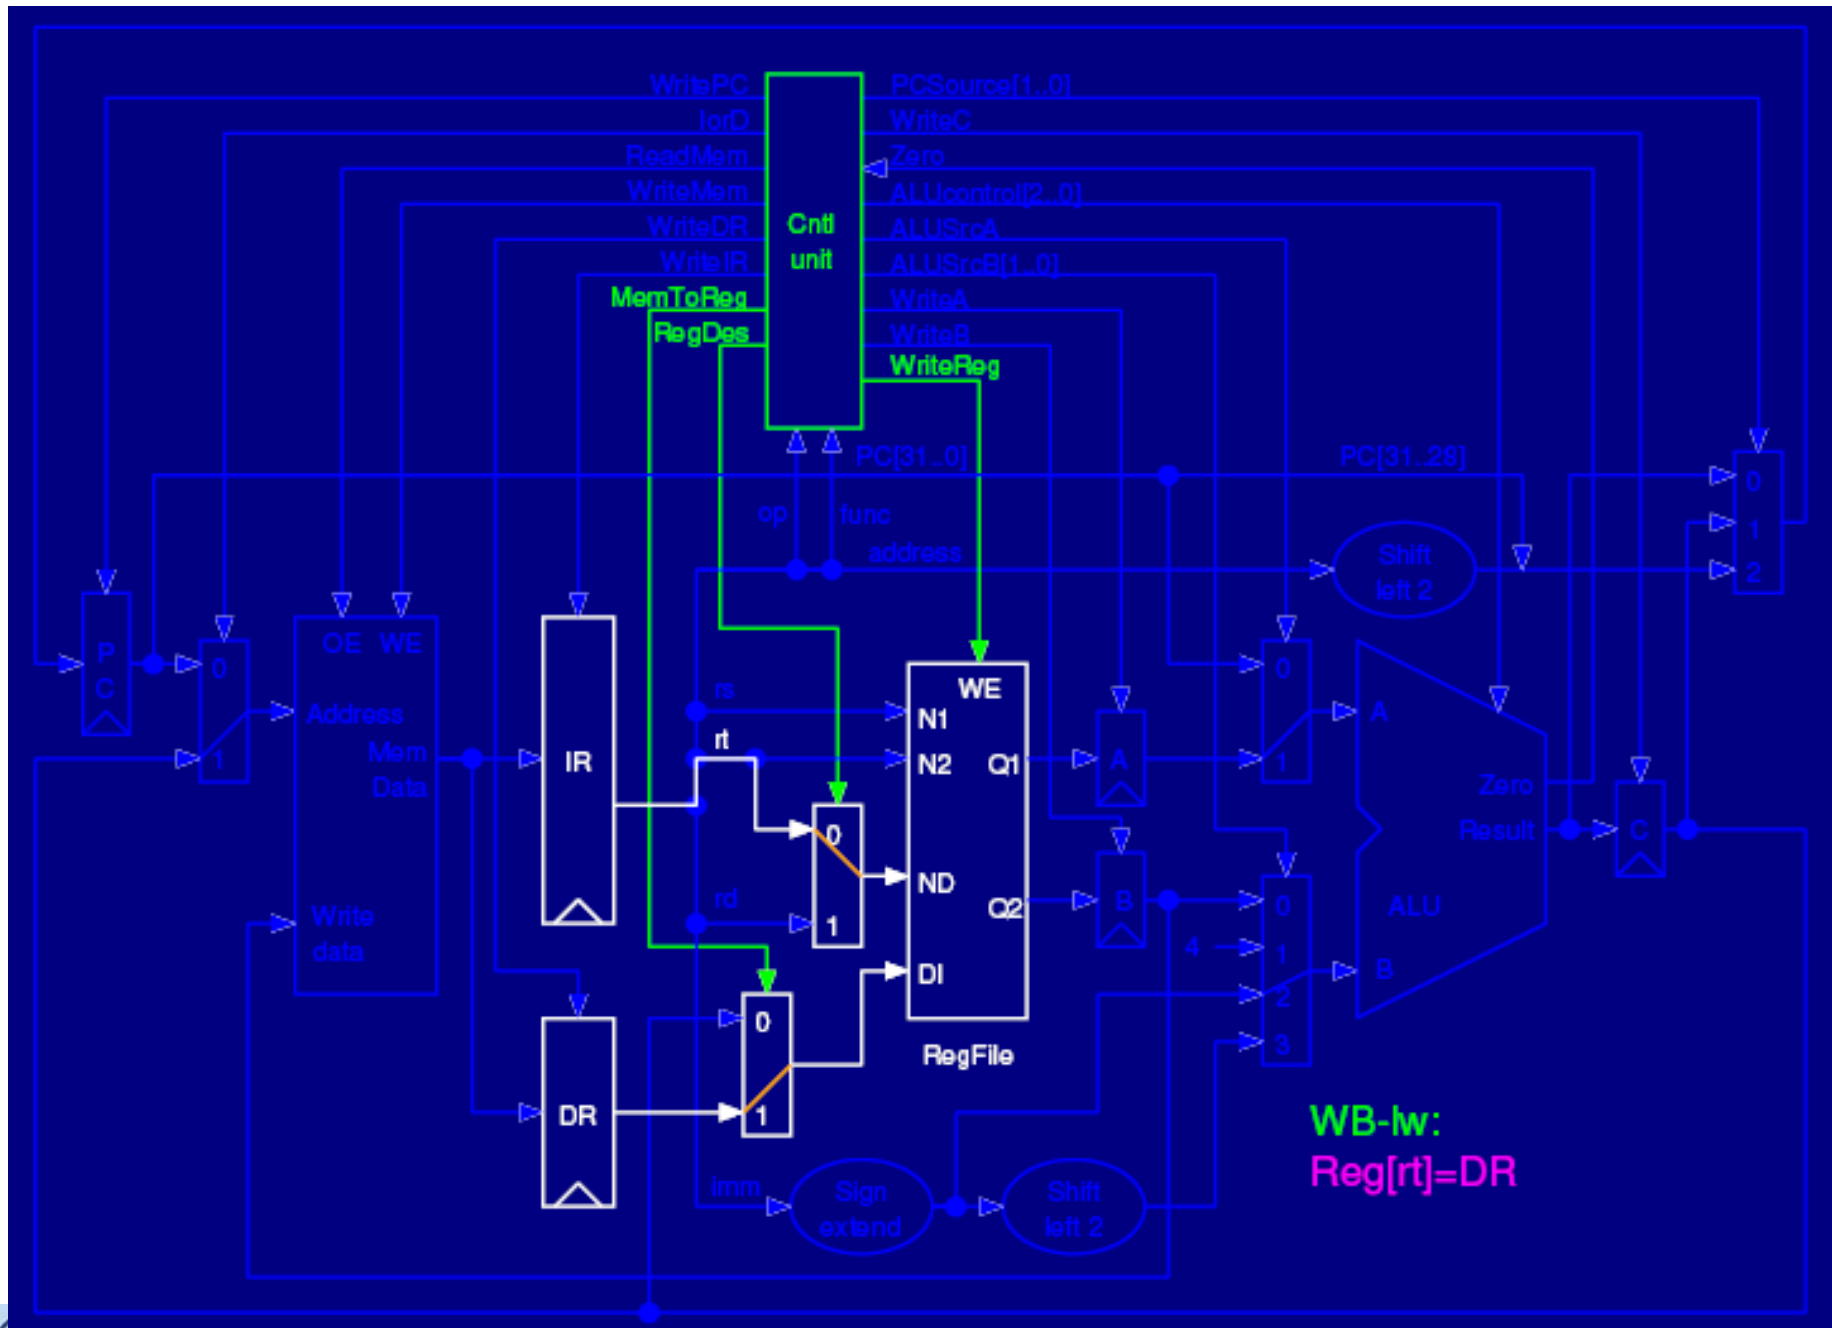 WritePC
PCSource[1..0]
IorD
WriteC
ReadMem
Zero
WriteMem
ALUcontrol[2..0]
WriteDR
ALUSrcA
WriteIR
ALUSrcB[1..0]
MemToReg
WriteA
RegDes
WriteB
WriteReg
Cntl
unit
PC[31..0]
PC[31..28]
op
func
address
Shift
left 2
0
1
2
P
C
0
1
OE WE
Address
Mem
Data
Write
data
IR
DR
rs
rt
rd
imm
0
1
0
1
WE
N1
N2
ND
DI
Q1
Q2
RegFile
A
B
0
1
4
0
1
2
3
A
B
ALU
Zero
Result
C
Sign
extend
Shift
left 2
WB-lw:
Reg[rt]=DR